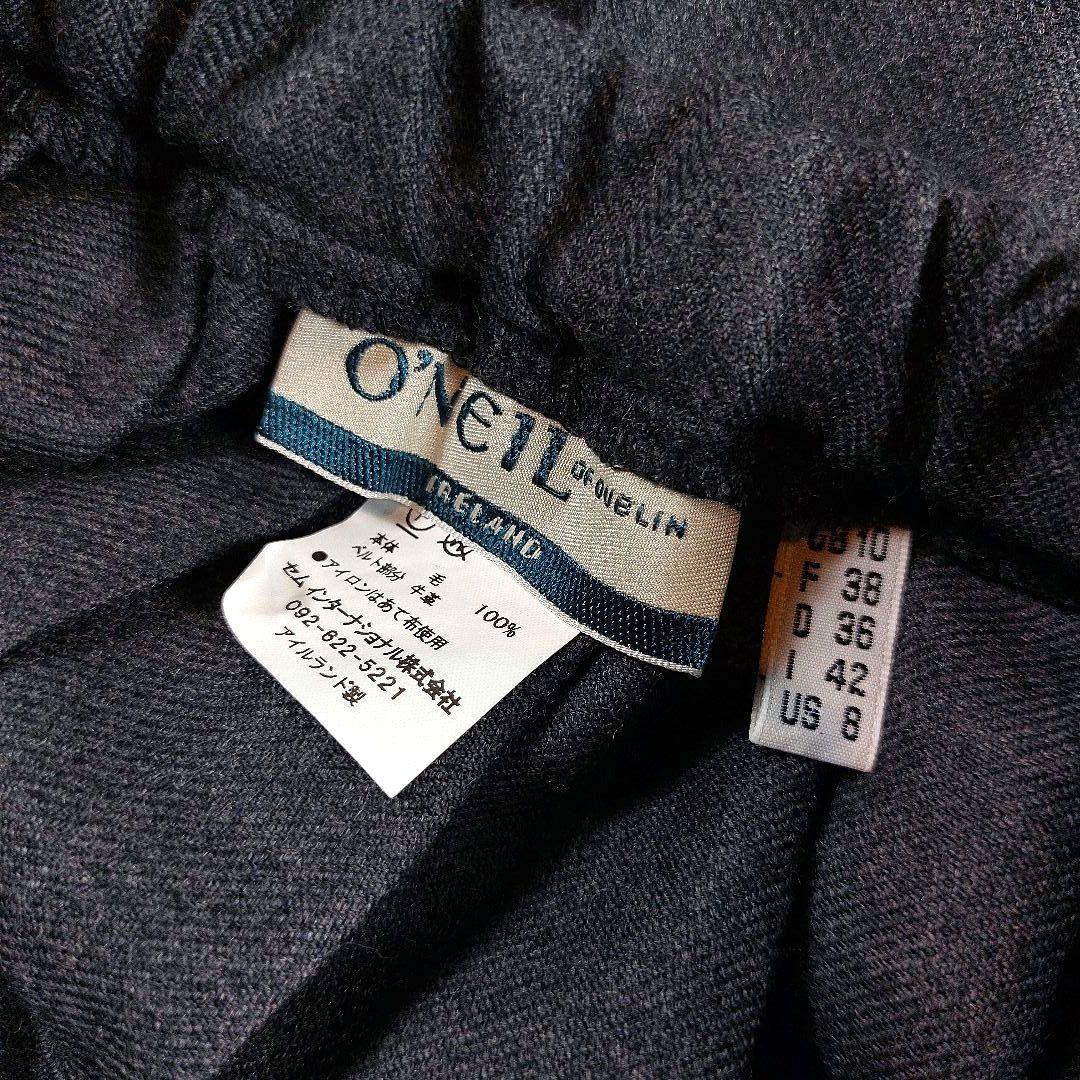 O'NEIL OF DUBLIN
IRELAND
本体 毛 100%
ベルト部分 牛革
●アイロンはあて布使用
セムインターナショナル株式会社
092-622-5221
アイルランド製
GB 10
F 38
D 36
I 42
US 8